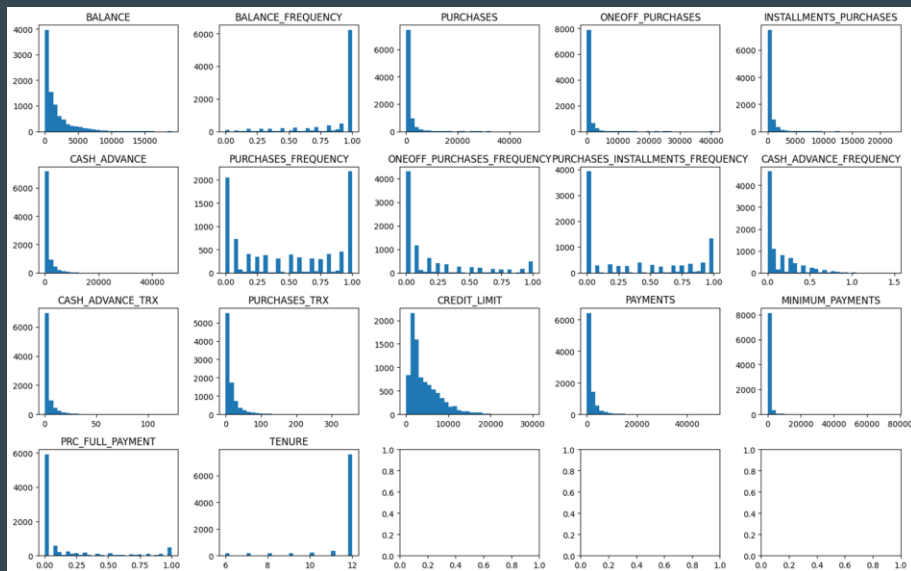 BALANCE
BALANCE_FREQUENCY
PURCHASES
ONEOFF_PURCHASES
INSTALLMENTS_PURCHASES
4000
3000
2000
1000
0
0 5000 10000 15000
6000
4000
2000
0
0.00 0.25 0.50 0.75 1.00
6000
4000
2000
0
0 20000 40000
8000
6000
4000
2000
0
0 10000 20000 30000 40000
6000
4000
2000
0
0 5000 10000 15000 20000
CASH_ADVANCE
PURCHASES_FREQUENCY
ONEOFF_PURCHASES_FREQUENCY
PURCHASES_INSTALLMENTS_FREQUENCY
CASH_ADVANCE_FREQUENCY
6000
4000
2000
0
0 20000 40000
2000
1500
1000
500
0
0.00 0.25 0.50 0.75 1.00
4000
3000
2000
1000
0
0.00 0.25 0.50 0.75 1.00
4000
3000
2000
1000
0
0.00 0.25 0.50 0.75 1.00
4000
3000
2000
1000
0
0.0 0.5 1.0 1.5
CASH_ADVANCE_TRX
PURCHASES_TRX
CREDIT_LIMIT
PAYMENTS
MINIMUM_PAYMENTS
6000
4000
2000
0
0 50 100
5000
4000
3000
2000
1000
0
0 100 200 300
2000
1500
1000
500
0
0 10000 20000 30000
6000
4000
2000
0
0 20000 40000
8000
6000
4000
2000
0
0 20000 40000 60000 80000
PRC_FULL_PAYMENT
TENURE
6000
4000
2000
0
0.00 0.25 0.50 0.75 1.00
6000
4000
2000
0
6 8 10 12
1.0
0.8
0.6
0.4
0.2
0.0
0.0 0.2 0.4 0.6 0.8 1.0
1.0
0.8
0.6
0.4
0.2
0.0
0.0 0.2 0.4 0.6 0.8 1.0
1.0
0.8
0.6
0.4
0.2
0.0
0.0 0.2 0.4 0.6 0.8 1.0